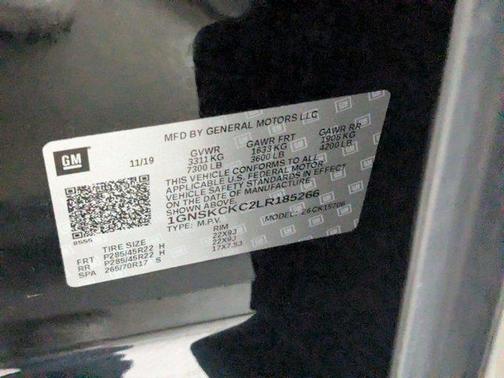 MFD BY GENERAL MOTORS LLC
GM
11/19
GVWR GAWR FRT GAWR RR
3311KG 1633 KG 1905 KG
7300 LB 3600 LB 4200 LB
THIS VEHICLE CONFORMS TO ALL
APPLICABLE U.S. FEDERAL MOTOR
VEHICLE SAFETY STANDARDS IN EFFECT
ON THE DATE OF MANUFACTURE
SHOWN ABOVE.
1GNSKCKC2LR185266
TYPE: M.P.V. MODEL: 26CK15706
8555
TIRE SIZE RIM
FRT P285/45R22 H 22X9J
RR P285/45R22 H 22X9J
SPA 265/70R17 S 17X7.5J